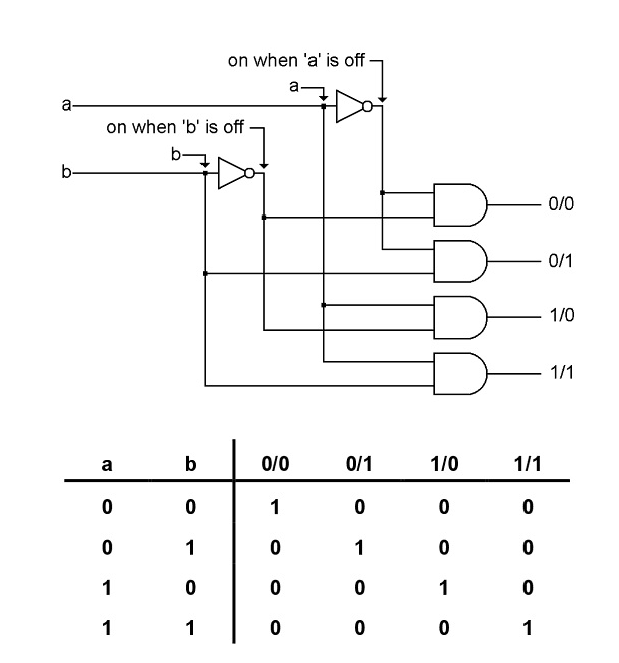 on when 'a' is off
a
a
on when 'b' is off
b
b
0/0
0/1
1/0
1/1
a b 0/0 0/1 1/0 1/1
0 0 1 0 0 0
0 1 0 1 0 0
1 0 0 0 1 0
1 1 0 0 0 1